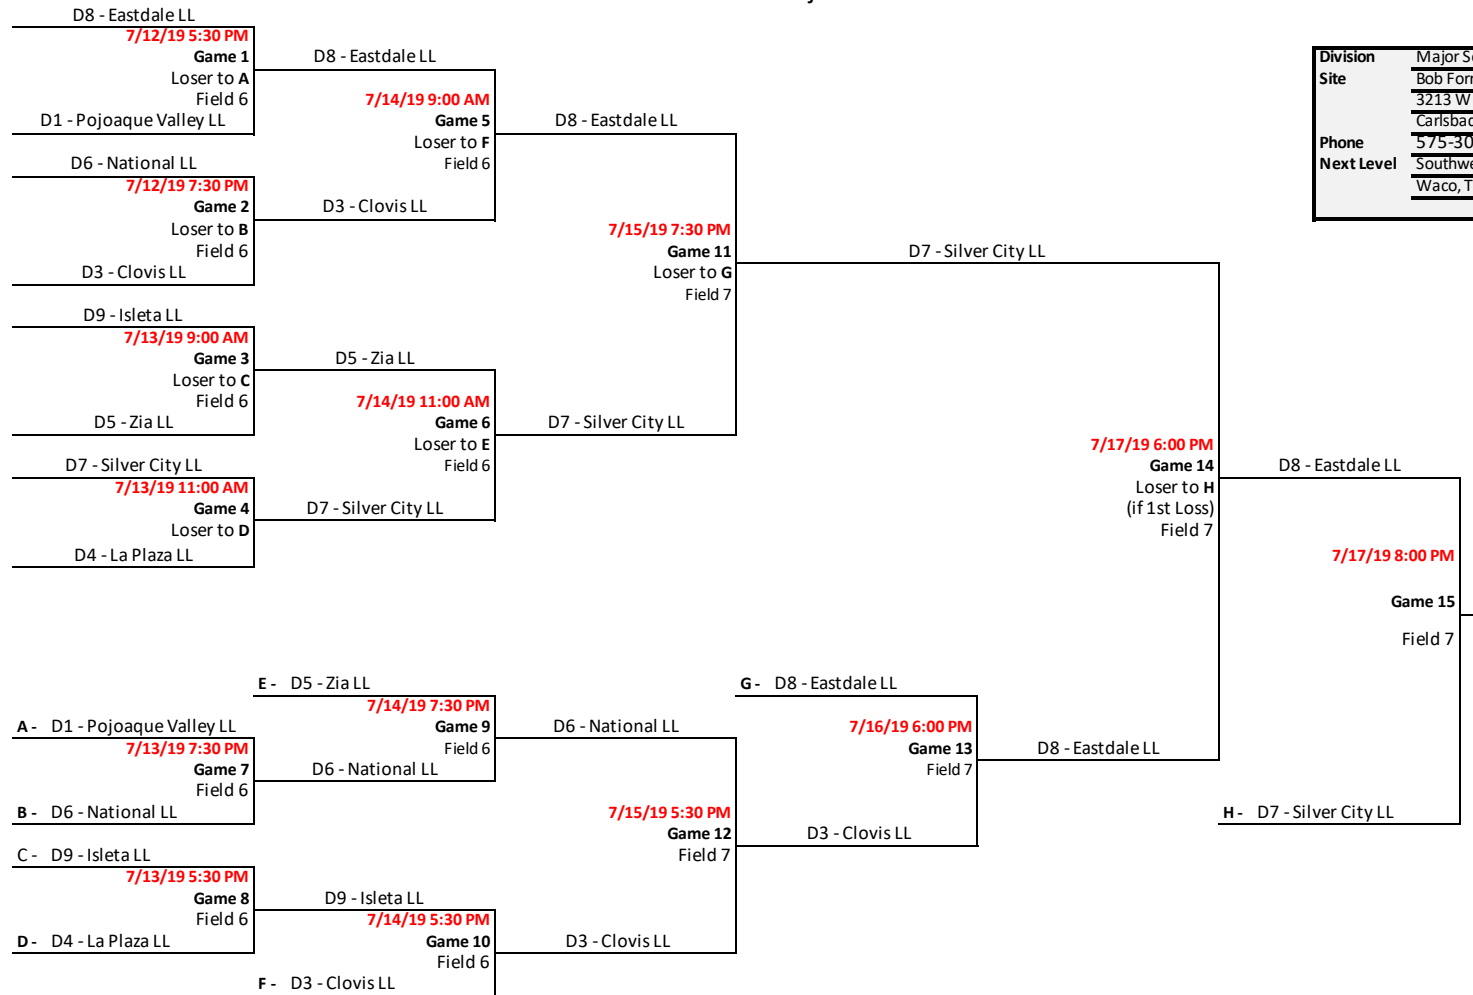 D8 - Eastdale LL
7/12/19 5:30 PM
Game 1
Loser to A
Field 6
D1 - Pojoaque Valley LL
D8 - Eastdale LL
D6 - National LL
7/12/19 7:30 PM
Game 2
Loser to B
Field 6
D3 - Clovis LL
7/14/19 9:00 AM
Game 5
Loser to F
Field 6
D3 - Clovis LL
D8 - Eastdale LL
D9 - Isleta LL
7/13/19 9:00 AM
Game 3
Loser to C
Field 6
D5 - Zia LL
D5 - Zia LL
D7 - Silver City LL
7/13/19 11:00 AM
Game 4
Loser to D
D4 - La Plaza LL
7/14/19 11:00 AM
Game 6
Loser to E
Field 6
D7 - Silver City LL
D7 - Silver City LL
7/15/19 7:30 PM
Game 11
Loser to G
Field 7
D7 - Silver City LL
Division Major
Site Bob
3213 W
Phone 575-30
Next Level
Waco,
7/17/19 6:00 PM
Game 14
Loser to H
(if 1st Loss)
Field 7
D8 - Eastdale LL
7/17/19 8:00 PM
Game 15
Field 7
E - D5 - Zia LL
A - D1 - Pojoaque Valley LL
7/13/19 7:30 PM
Game 7
Field 6
B - D6 - National LL
7/14/19 7:30 PM
Game 9
Field 6
D6 - National LL
D6 - National LL
C - D9 - Isleta LL
7/13/19 5:30 PM
Game 8
Field 6
D - D4 - La Plaza LL
D9 - Isleta LL
7/14/19 5:30 PM
Game 10
Field 6
F - D3 - Clovis LL
D3 - Clovis LL
7/15/19 5:30 PM
Game 12
Field 7
G - D8 - Eastdale LL
7/16/19 6:00 PM
Game 13
Field 7
D3 - Clovis LL
D8 - Eastdale LL
H - D7 - Silver City LL